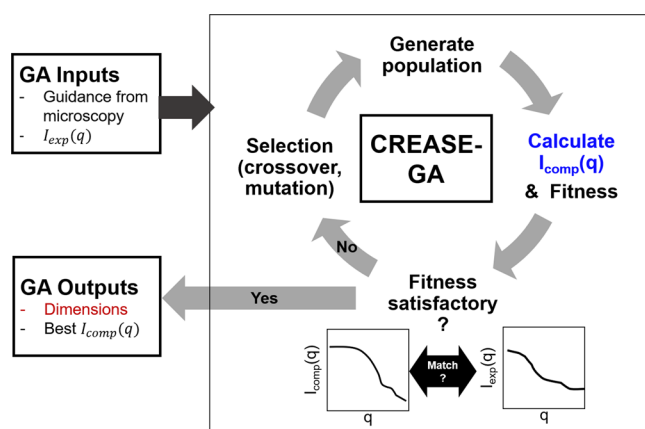 GA Inputs
- Guidance from
microscopy
- I_exp(q)
Generate
population
Selection
(crossover,
mutation)
CREASE-
GA
Calculate
I_comp(q)
& Fitness
No
GA Outputs
- Dimensions
- Best I_comp(q)
Yes
Fitness
satisfactory
?
I_comp(q)
q
Match
?
I_exp(q)
q